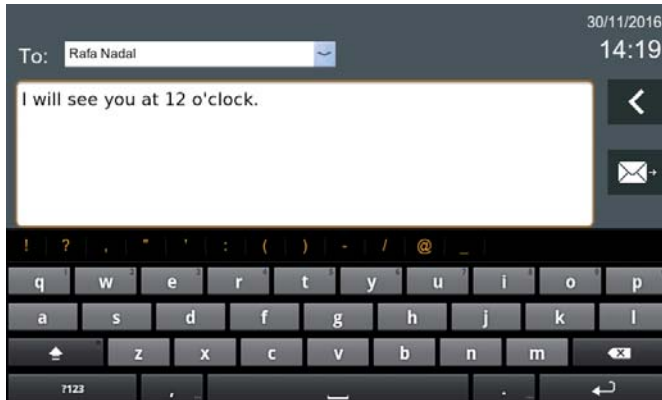 30/11/2016
To: Rafa Nadal 14:19
I will see you at 12 o'clock.
! ? , " ' : ( ) - / @ _
q w e r t y u i o p
a s d f g h j k l
z x c v b n m
?123 , .